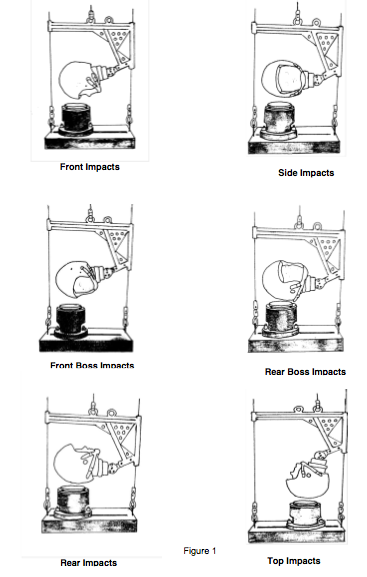 Front Impacts
Side Impacts
Front Boss Impacts
Rear Boss Impacts
Figure 1
Rear Impacts
Top Impacts